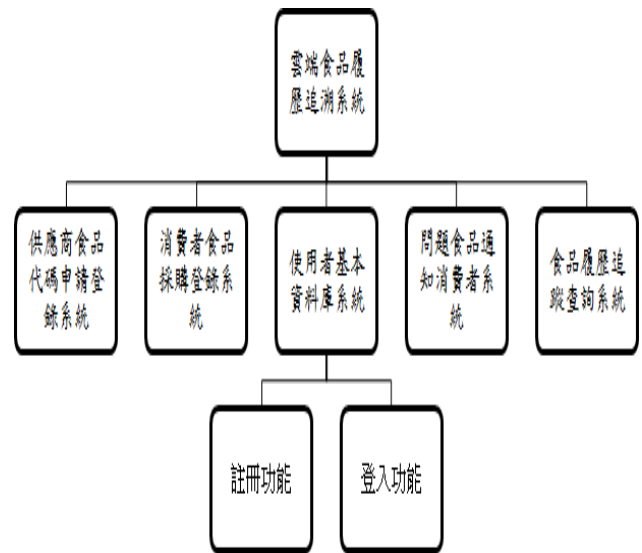 雲端食品履
歷追溯系統
供應商食品
代碼申請登
錄系統
消費者食品
採購登錄系
統
使用者基本
資料庫系統
問題食品通
知消費者系
統
食品履歷追
蹤查詢系統
註冊功能
登入功能